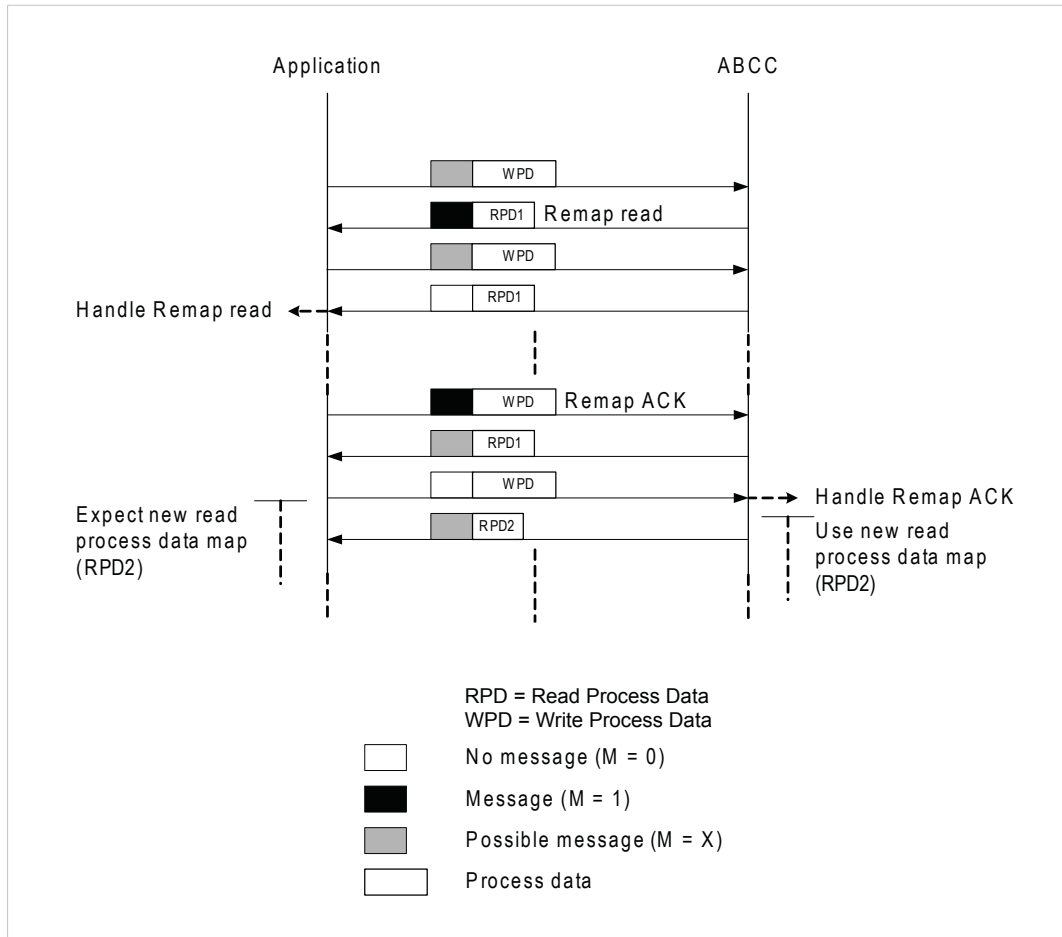 Application ABCC
WPD
RPD1 Remap read
WPD
RPD1
Handle Remap read
WPD Remap ACK
RPD1
WPD
Handle Remap ACK
Expect new read
process data map
(RPD2)
RPD2
Use new read
process data map
(RPD2)
RPD = Read Process Data
WPD = Write Process Data
No message (M = 0)
Message (M = 1)
Possible message (M = X)
Process data